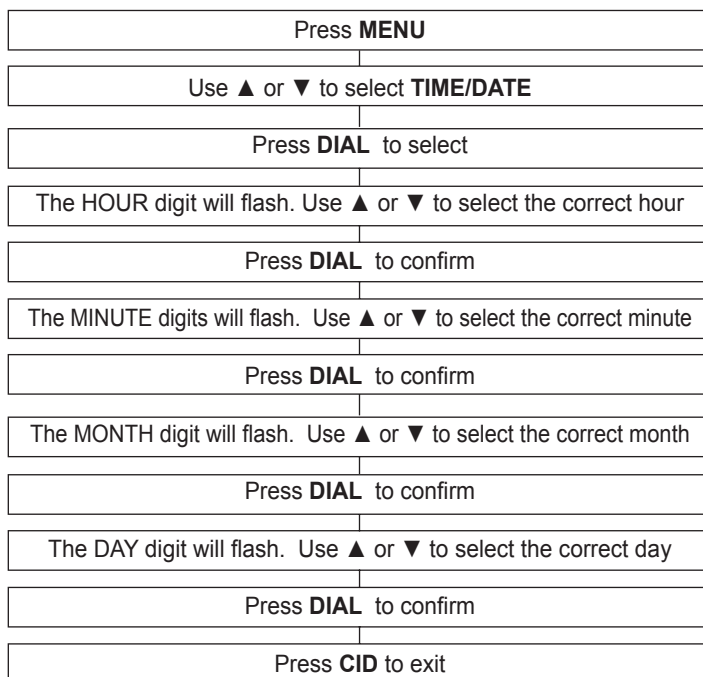 Press MENU
Use ▲ or ▼ to select TIME/DATE
Press DIAL to select
The HOUR digit will flash. Use ▲ or ▼ to select the correct hour
Press DIAL to confirm
The MINUTE digits will flash. Use ▲ or ▼ to select the correct minute
Press DIAL to confirm
The MONTH digit will flash. Use ▲ or ▼ to select the correct month
Press DIAL to confirm
The DAY digit will flash. Use ▲ or ▼ to select the correct day
Press DIAL to confirm
Press CID to exit